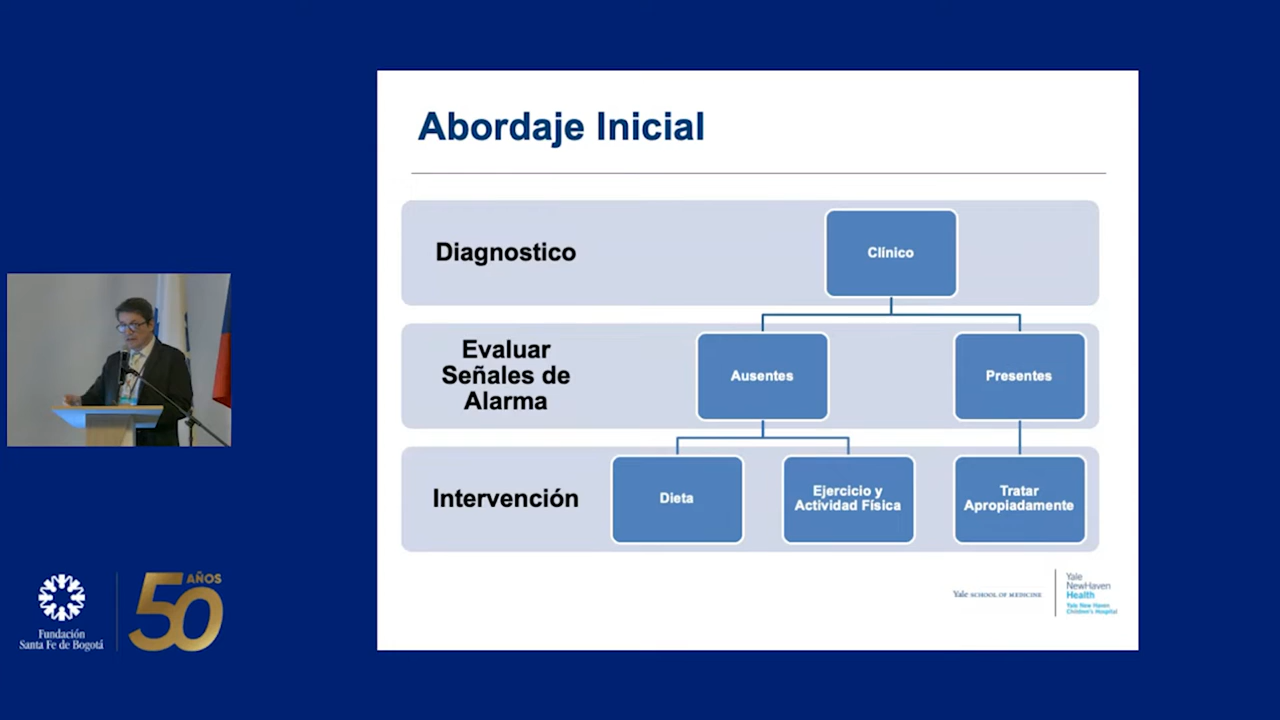 Abordaje Inicial
Diagnostico
Clínico
Evaluar
Señales de
Alarma
Ausentes
Presentes
Intervención
Dieta
Ejercicio y
Actividad Física
Tratar
Apropladamente
Yale SCHOOL OF MEDICINE
Yale
NewHaven
Health
Yale New Haven
Children's Hospital
Fundación
Santa Fe de Bogotá
50 AÑOS